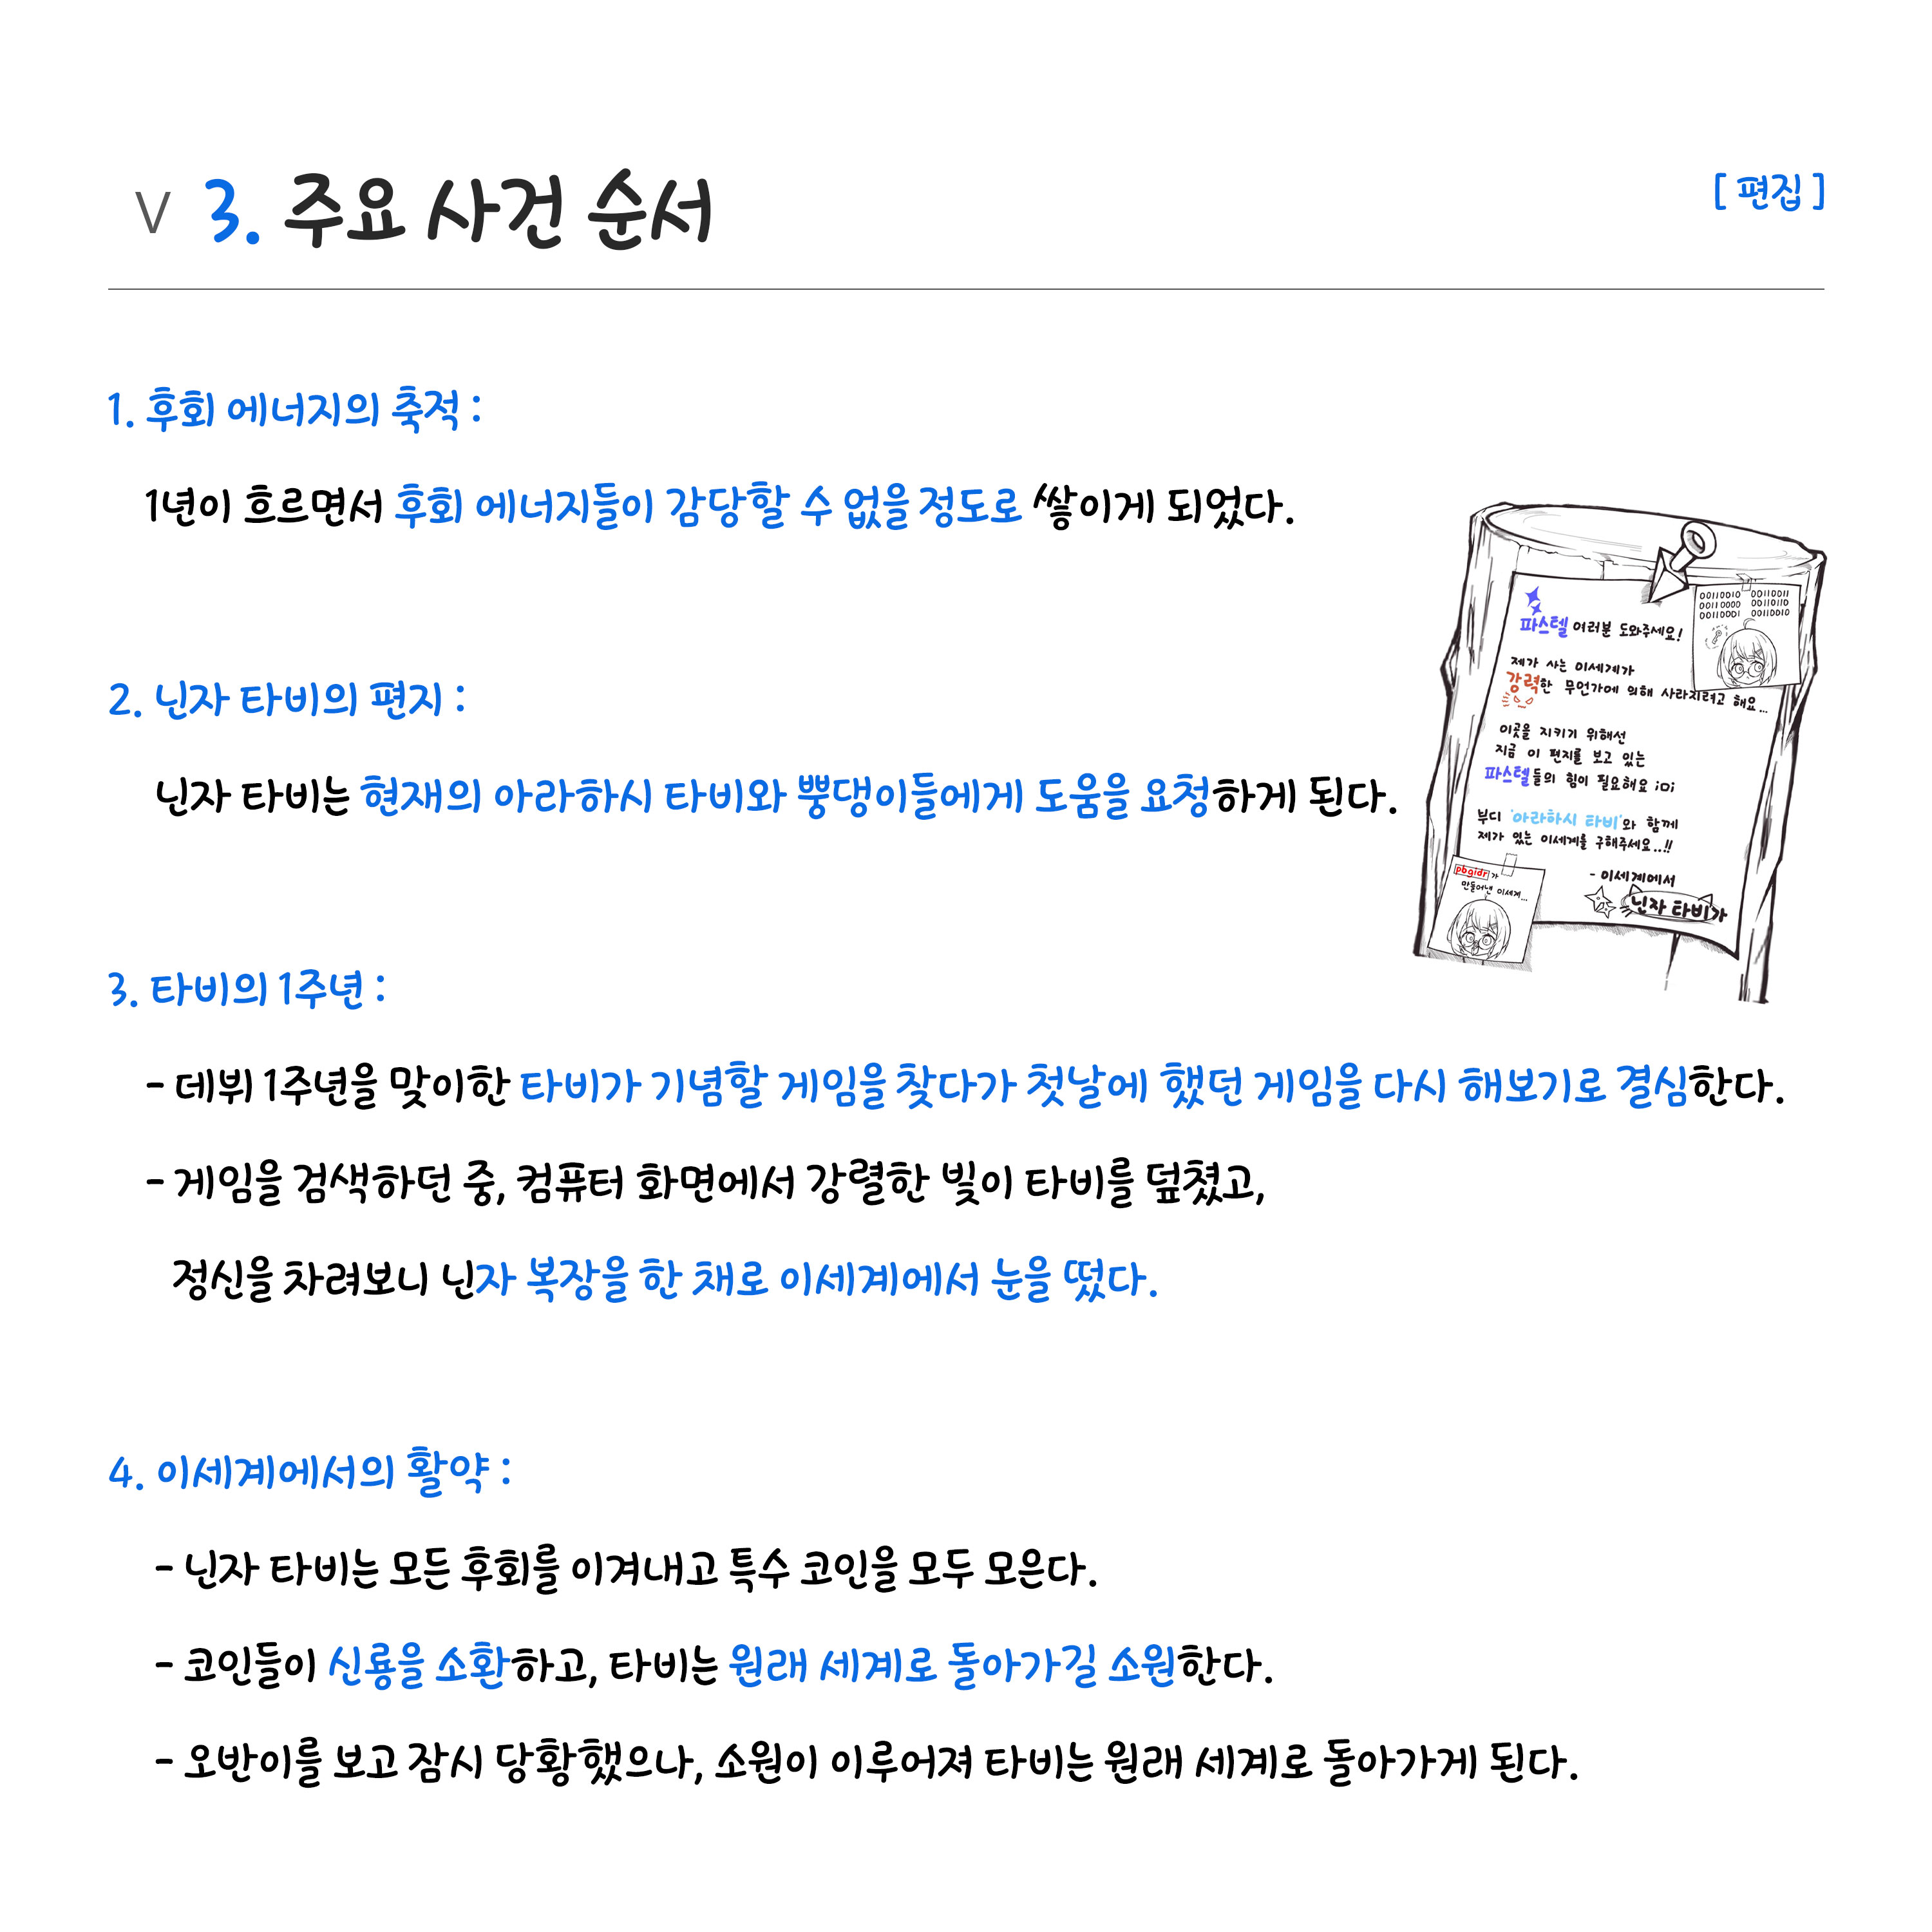 V 3. 주요 사건 순서
[ 편집 ]
1. 후회 에너지의 축적 :
1년이 흐르면서 후회 에너지들이 감당할 수 없을 정도로 쌓이게 되었다.
2. 닌자 타비의 편지 :
닌자 타비는 현재의 아라하시 타비와 뿡댕이들에게 도움을 요청하게 된다.
00110010 00110011
00110000 00110110
00110001 00110010
파스텔 여러분 도와주세요!
제가 사는 이세계가
강력한 무언가에 의해 사라지려고 해요...
이곳을 지키기 위해선
지금 이 편지를 보고 있는
파스텔들의 힘이 필요해요 iOi
부디 '아라하시 타비'와 함께
제가 있는 이세계를 구해주세요..!!
- 이세계에서
닌자 타비가
pbgidr가
만들어낸 이세계...
3. 타비의 1주년 :
- 데뷔 1주년을 맞이한 타비가 기념할 게임을 찾다가 첫날에 했던 게임을 다시 해보기로 결심한다.
- 게임을 검색하던 중, 컴퓨터 화면에서 강렬한 빛이 타비를 덮쳤고,
정신을 차려보니 닌자 복장을 한 채로 이세계에서 눈을 떴다.
4. 이세계에서의 활약 :
- 닌자 타비는 모든 후회를 이겨내고 특수 코인을 모두 모은다.
- 코인들이 신룡을 소환하고, 타비는 원래 세계로 돌아가길 소원한다.
- 오반이를 보고 잠시 당황했으나, 소원이 이루어져 타비는 원래 세계로 돌아가게 된다.